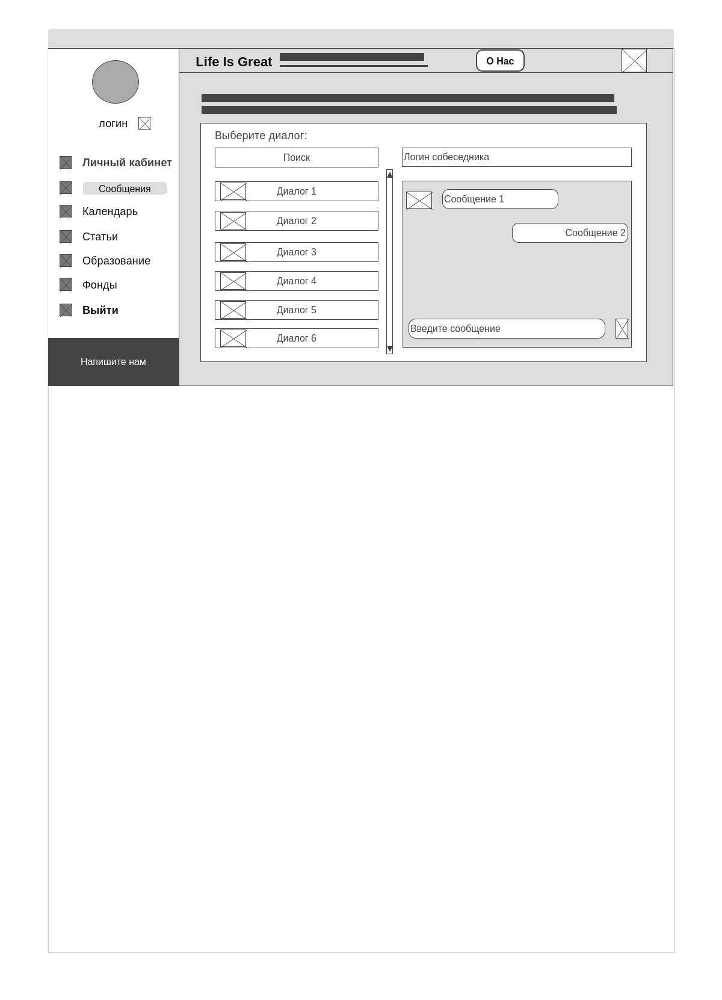 Life Is Great
О Нас
логин
Личный кабинет
Сообщения
Календарь
Статьи
Образование
Фонды
Выйти
Напишите нам
Выберите диалог:
Поиск
Диалог 1
Диалог 2
Диалог 3
Диалог 4
Диалог 5
Диалог 6
Логин собеседника
Сообщение 1
Сообщение 2
Введите сообщение